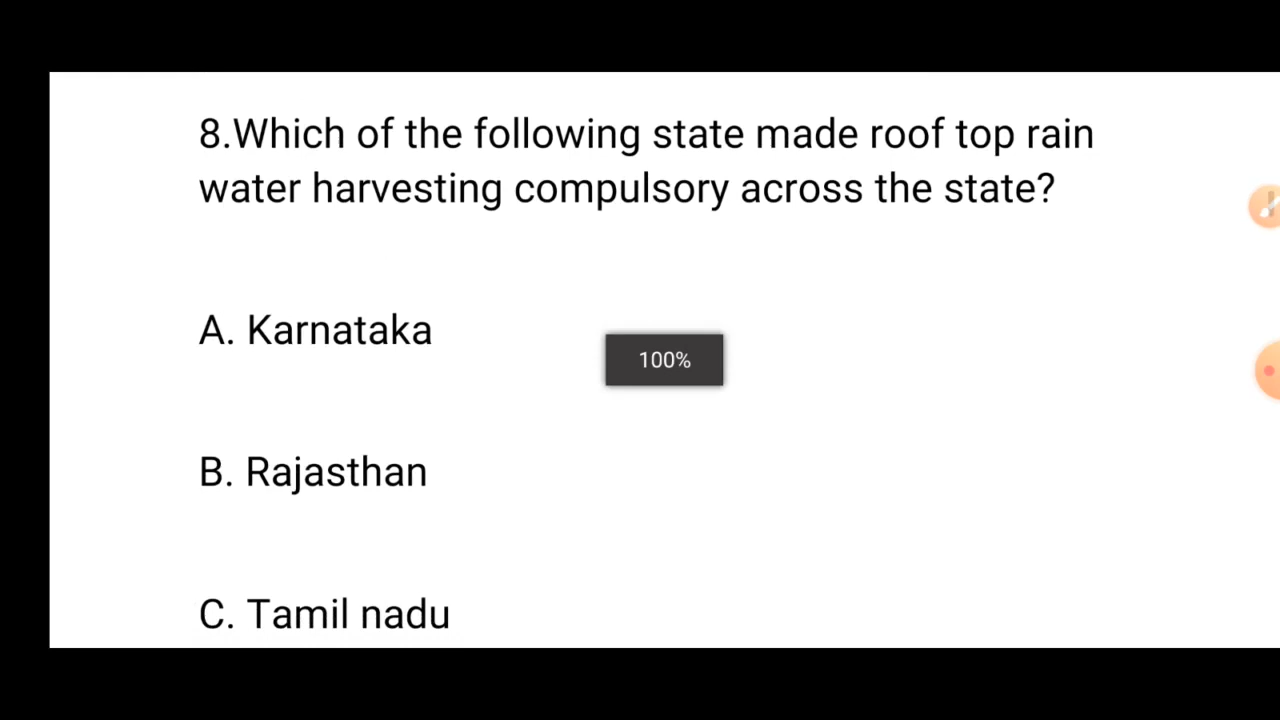 8.Which of the following state made roof top rain
water harvesting compulsory across the state?
A. Karnataka
100%
B. Rajasthan
C. Tamil nadu